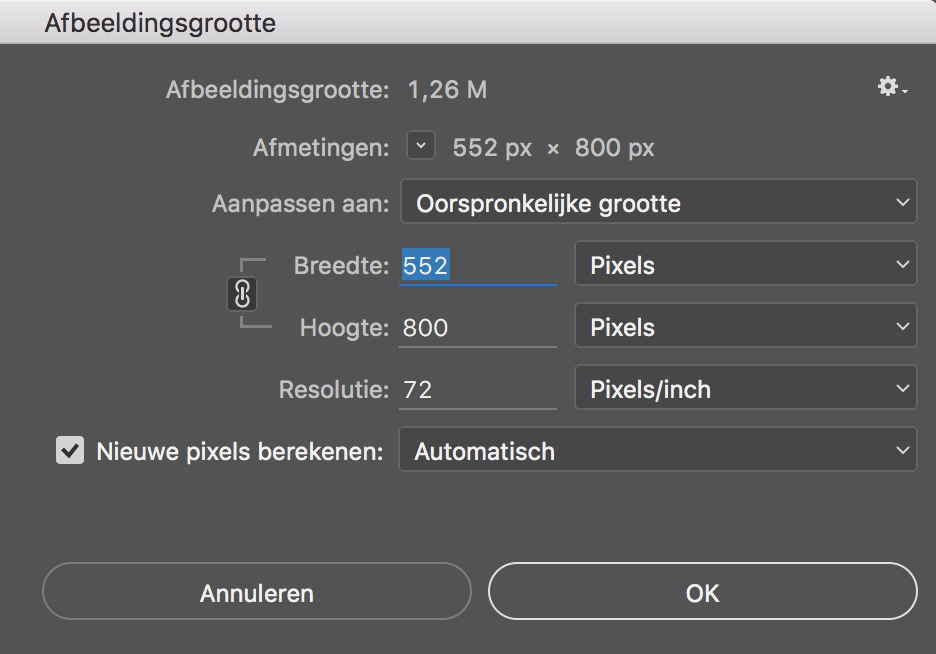 Afbeeldingsgrootte
Afbeeldingsgrootte: 1,26 M
Afmetingen: 552 px × 800 px
Aanpassen aan: Oorspronkelijke grootte
Breedte: 552 Pixels
Hoogte: 800 Pixels
Resolutie: 72 Pixels/inch
Nieuwe pixels berekenen: Automatisch
Annuleren OK